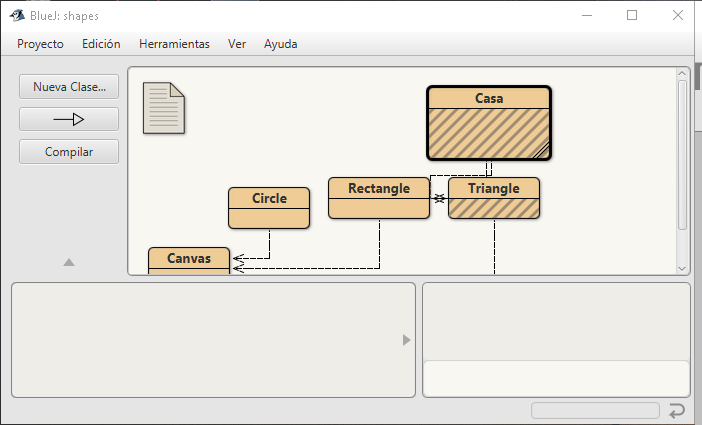 BlueJ: shapes
Proyecto Edición Herramientas Ver Ayuda
Nueva Clase...
Compilar
Casa
Rectangle
Triangle
Circle
Canvas